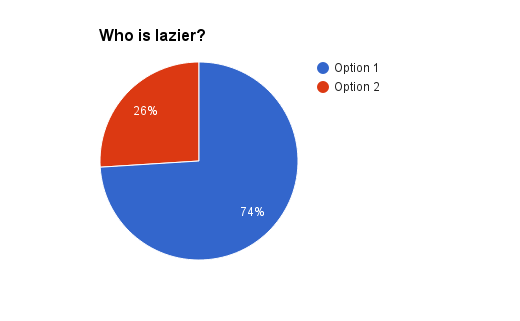 Who is lazier?
Option 1
Option 2
26%
74%